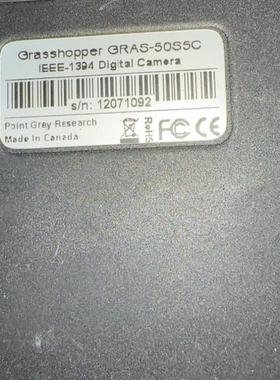 Grasshopper GRAS-50S5C
IEEE-1394 Digital Camera
s/n: 12071092
Point Grey Research
Made in Canada
RoHS
FC CE